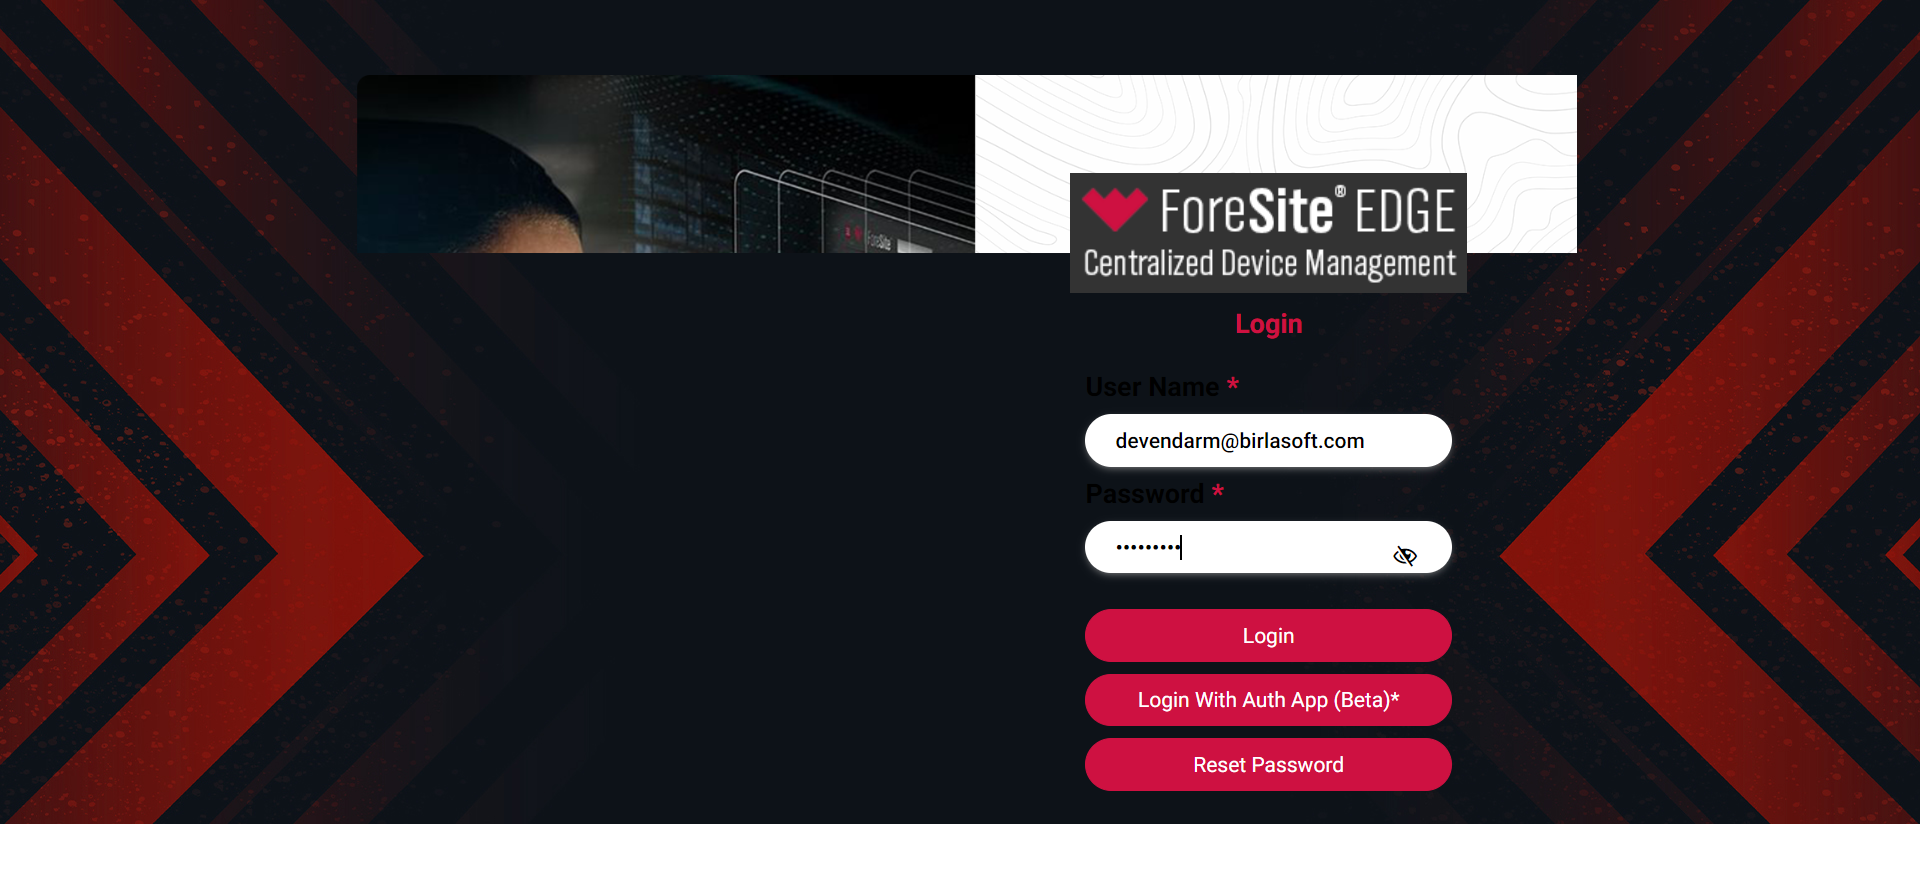 ForeSite
ForeSite® EDGE
Centralized Device Management
Login
User Name *
devendarm@birlasoft.com
Password *
•••••••••
Login
Login With Auth App (Beta)*
Reset Password